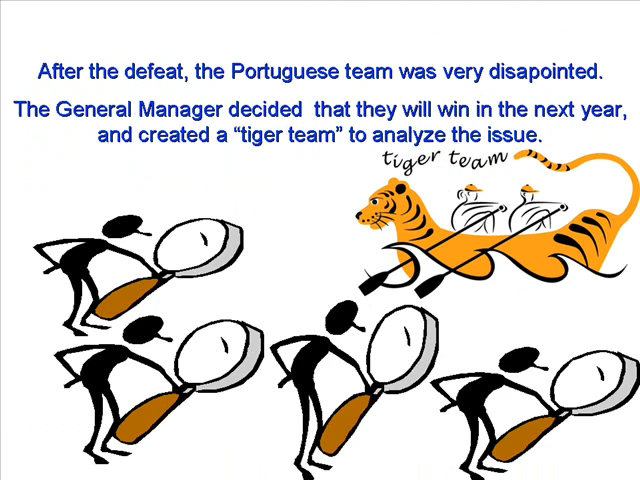 After the defeat, the Portuguese team was very disapointed.
The General Manager decided  that they will win in the next year,
and created a “tiger team” to analyze the issue.
tiger team